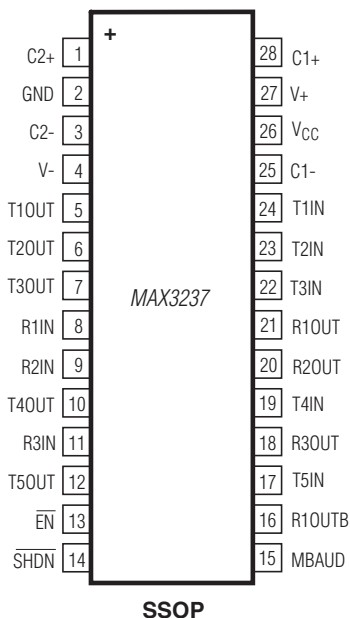 +
C2+ 1 28 C1+
GND 2 27 V+
C2- 3 26 VCC
V- 4 25 C1-
T1OUT 5 24 T1IN
T2OUT 6 23 T2IN
T3OUT 7 22 T3IN
MAX3237
R1IN 8 21 R1OUT
R2IN 9 20 R2OUT
T4OUT 10 19 T4IN
R3IN 11 18 R3OUT
T5OUT 12 17 T5IN
EN 13 16 R1OUTB
SHDN 14 15 MBAUD
SSOP